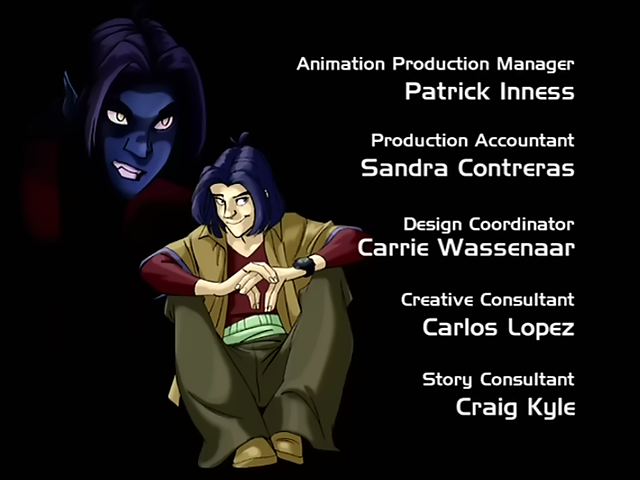 Animation Production Manager
Patrick Inness
Production Accountant
Sandra Contreras
Design Coordinator
Carrie Wassenaar
Creative Consultant
Carlos Lopez
Story Consultant
Craig Kyle